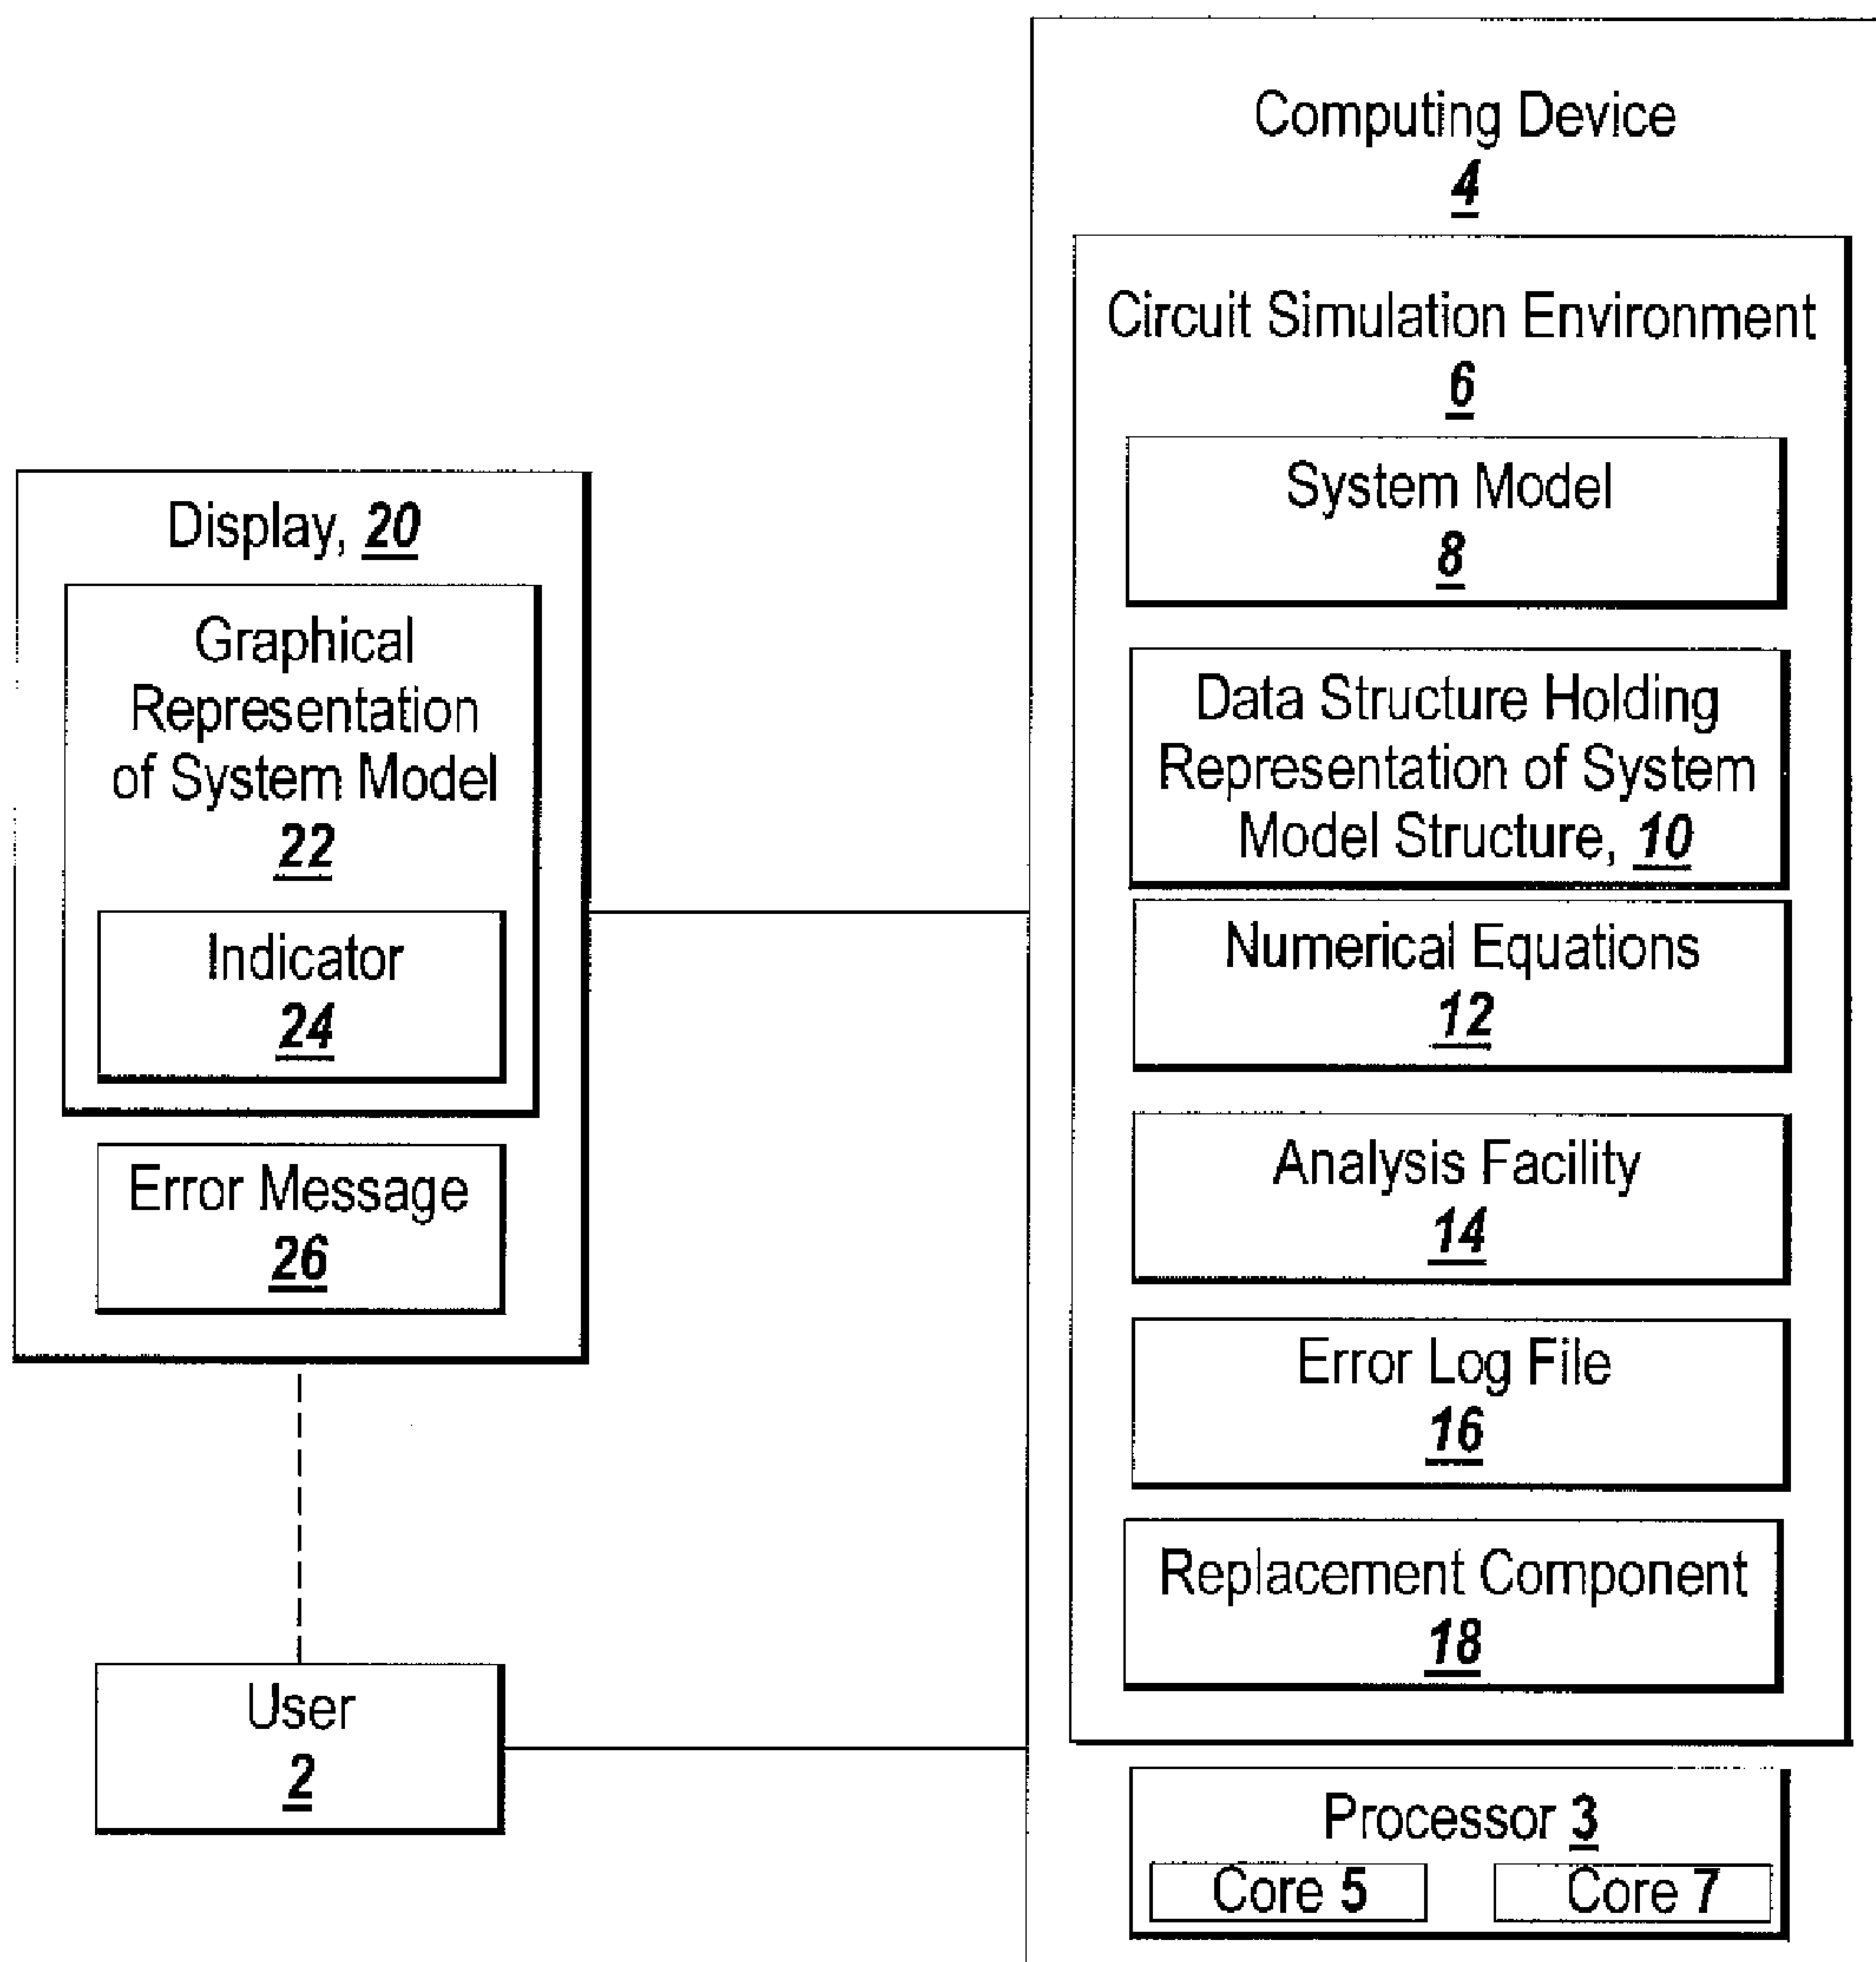 Computing Device
4
Circuit Simulation Environment
6
System Model
8
Data Structure Holding
Representation of System
Model Structure, 10
Numerical Equations
12
Analysis Facility
14
Error Log File
16
Replacement Component
18
Processor 3
Core 5
Core 7
Display, 20
Graphical
Representation
of System Model
22
Indicator
24
Error Message
26
User
2